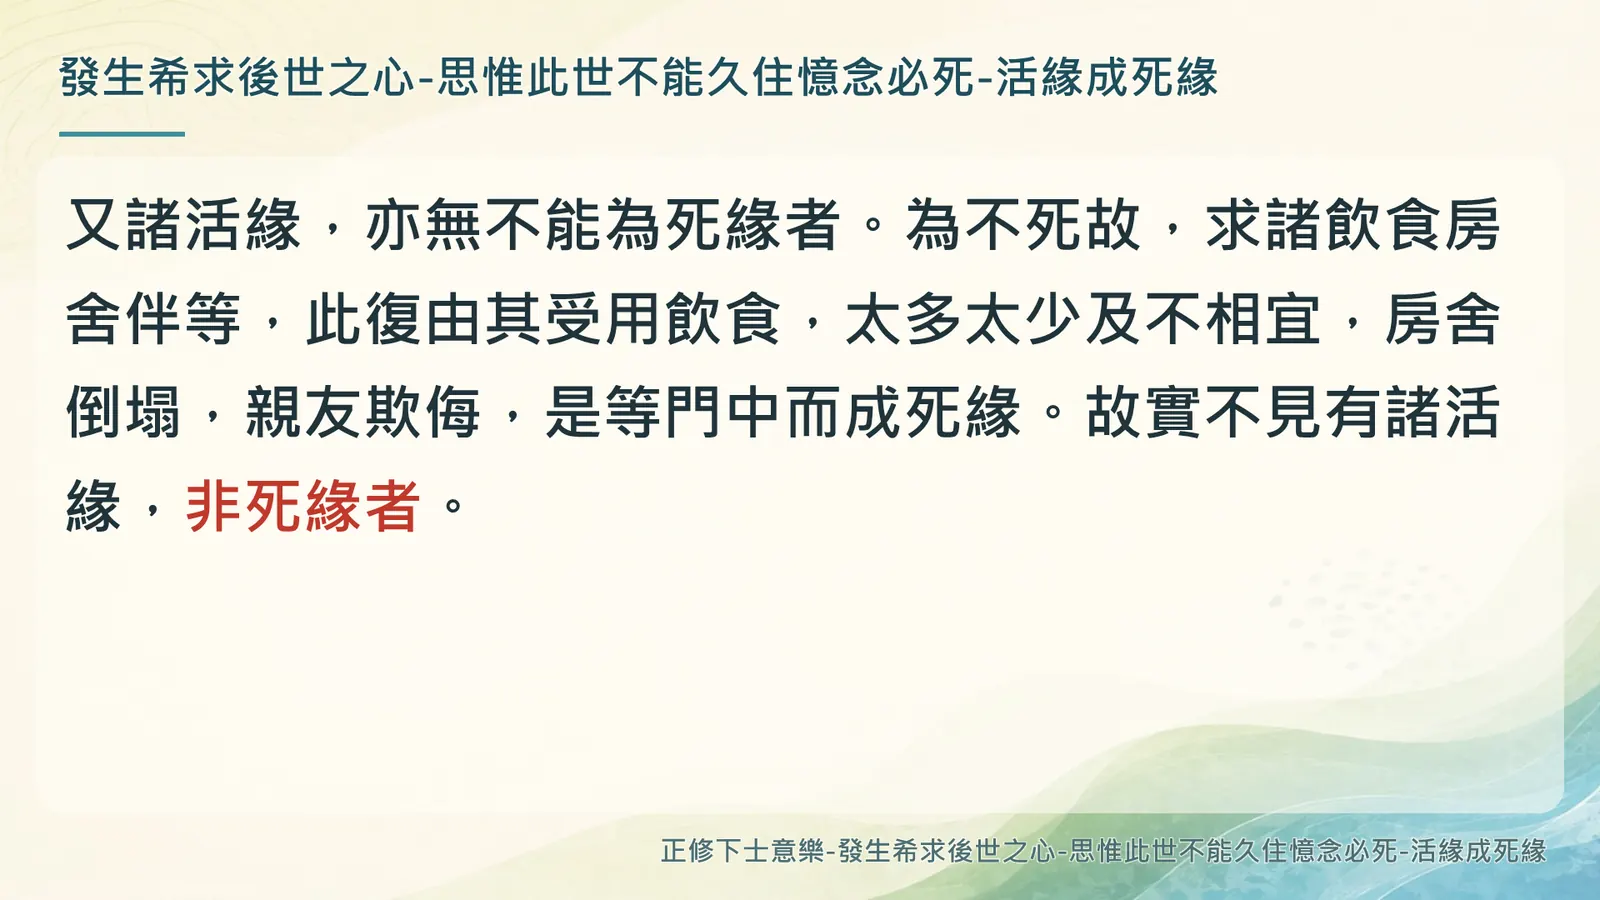 發生希求後世之心-思惟此世不能久住憶念必死-活緣成死緣
又諸活緣，亦無不能為死緣者。為不死故，求諸飲食房
舍伴等，此復由其受用飲食，太多太少及不相宜，房舍
倒塌，親友欺侮，是等門中而成死緣。故實不見有諸活
緣，非死緣者。
正修下士意樂-發生希求後世之心-思惟此世不能久住憶念必死-活緣成死緣